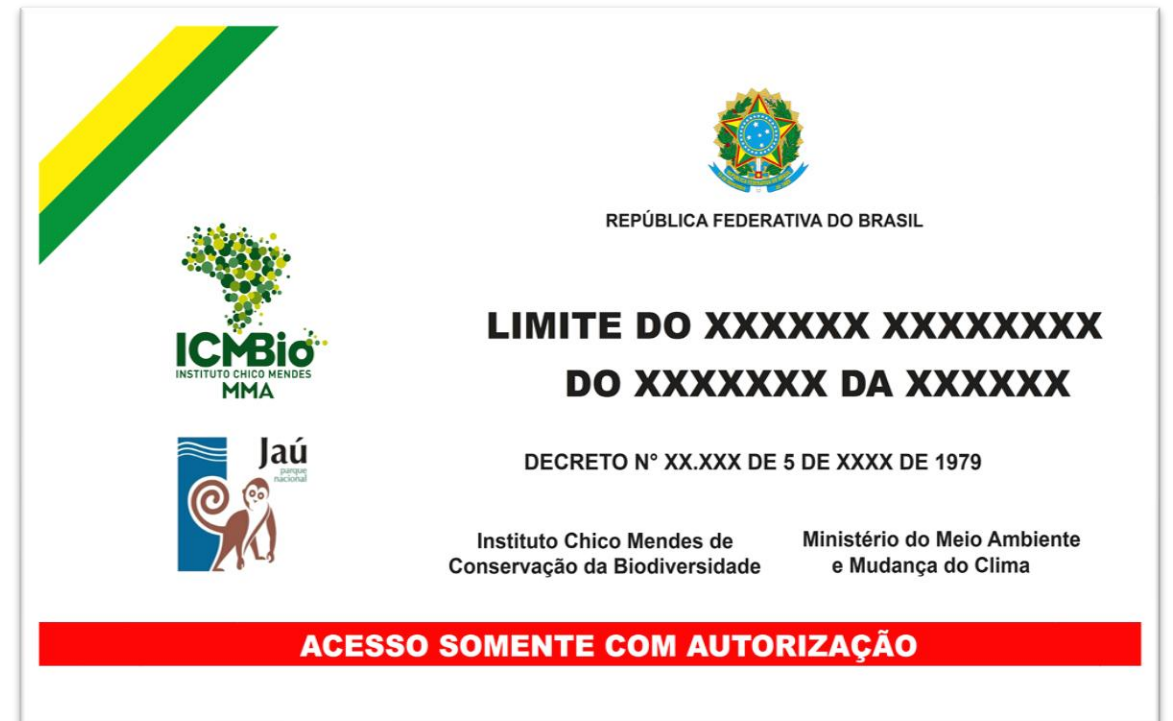 REPÚBLICA FEDERATIVA DO BRASIL
ICMBio
INSTITUTO CHICO MENDES
MMA
LIMITE DO XXXXXX XXXXXXXX
DO XXXXXXX DA XXXXXX
Jaú
parque
nacional
DECRETO N° XX.XXX DE 5 DE XXXX DE 1979
Instituto Chico Mendes de
Conservação da Biodiversidade
Ministério do Meio Ambiente
e Mudança do Clima
ACESSO SOMENTE COM AUTORIZAÇÃO